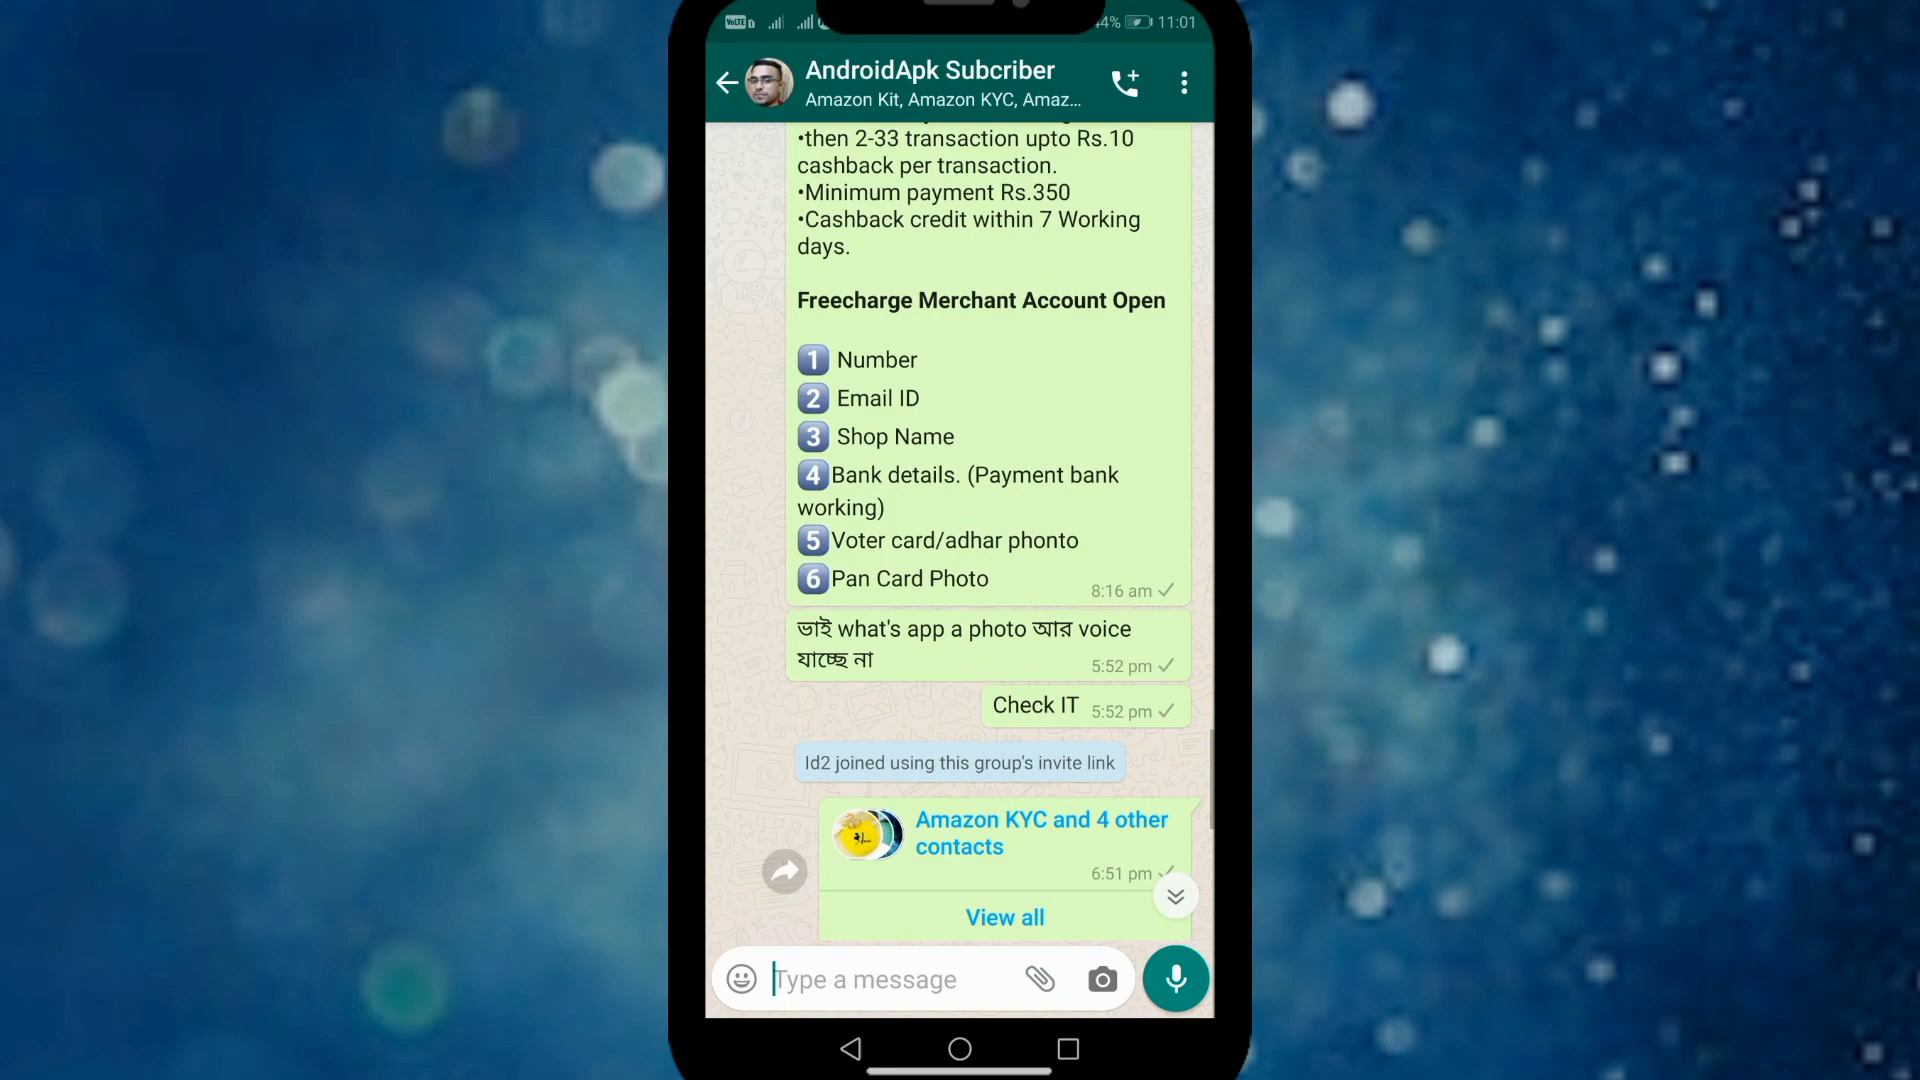 VoLTE
44% 11:01
AndroidApk Subcriber
Amazon Kit, Amazon KYC, Amaz...
•then 2-33 transaction upto Rs.10
cashback per transaction.
•Minimum payment Rs.350
•Cashback credit within 7 Working
days.
Freecharge Merchant Account Open
1 Number
2 Email ID
3 Shop Name
4 Bank details. (Payment bank
working)
5 Voter card/adhar phonto
6 Pan Card Photo
8:16 am
ভাই what's app a photo আর voice
যাচ্ছে না
5:52 pm
Check IT 5:52 pm
Id2 joined using this group's invite link
Amazon KYC and 4 other
contacts
6:51 pm
View all
Type a message